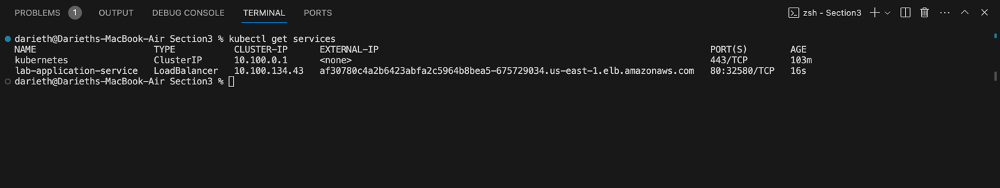 PROBLEMS 1 OUTPUT DEBUG CONSOLE TERMINAL PORTS zsh - Section3
darieth@Darieths-MacBook-Air Section3 % kubectl get services
NAME TYPE CLUSTER-IP EXTERNAL-IP PORT(S) AGE
kubernetes ClusterIP 10.100.0.1 <none> 443/TCP 103m
lab-application-service LoadBalancer 10.100.134.43 af30780c4a2b6423abfa2c5964b8bea5-675729034.us-east-1.elb.amazonaws.com 80:32580/TCP 16s
darieth@Darieths-MacBook-Air Section3 %